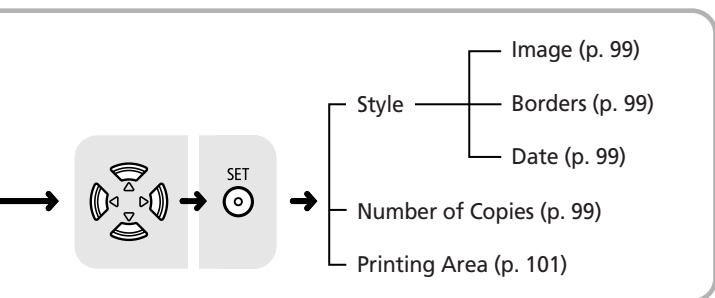 Image (p. 99)
Style
Borders (p. 99)
Date (p. 99)
SET
Number of Copies (p. 99)
Printing Area (p. 101)